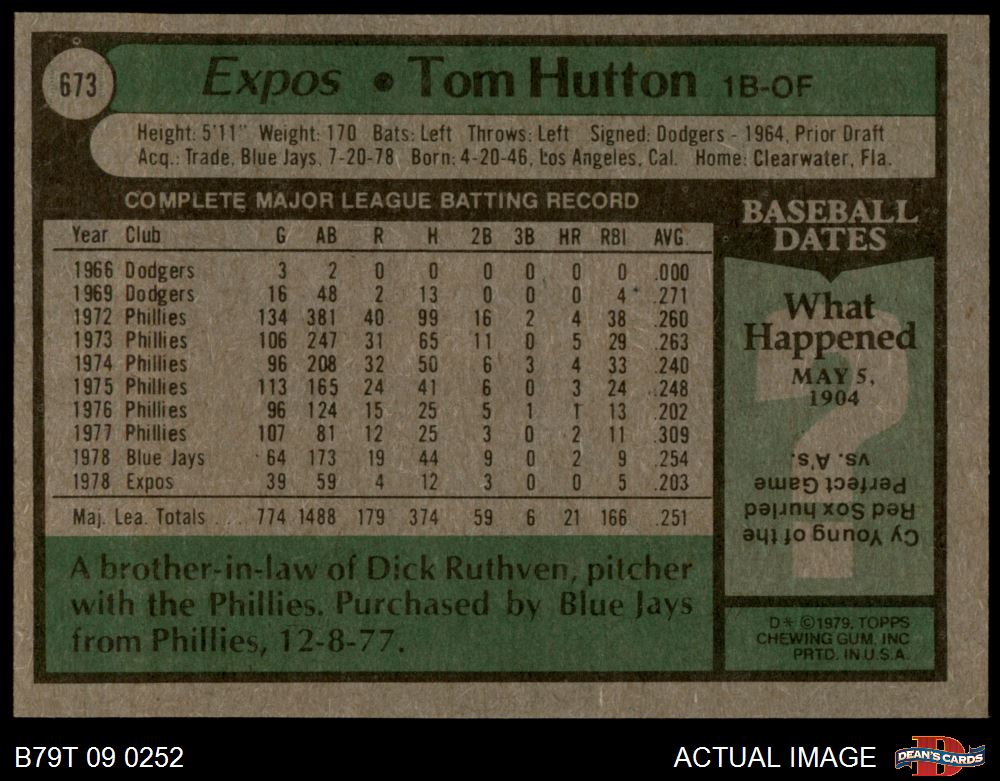 673
Expos • Tom Hutton 1B-OF
Height: 5'11" Weight: 170 Bats: Left Throws: Left Signed: Dodgers - 1964, Prior Draft
Acq.: Trade, Blue Jays, 7-20-78 Born: 4-20-46, Los Angeles, Cal. Home: Clearwater, Fla.
COMPLETE MAJOR LEAGUE BATTING RECORD
Year Club G AB R H 2B 3B HR RBI AVG.
1966 Dodgers 3 2 0 0 0 0 0 0 .000
1969 Dodgers 16 48 2 13 0 0 0 4 .271
1972 Phillies 134 381 40 99 16 2 4 38 .260
1973 Phillies 106 247 31 65 11 0 5 29 .263
1974 Phillies 96 208 32 50 6 3 4 33 .240
1975 Phillies 113 165 24 41 6 0 3 24 .248
1976 Phillies 96 124 15 25 5 1 1 13 .202
1977 Phillies 107 81 12 25 3 0 2 11 .309
1978 Blue Jays 64 173 19 44 9 0 2 9 .254
1978 Expos 39 59 4 12 3 0 0 5 .203
Maj. Lea. Totals ... 774 1488 179 374 59 6 21 166 .251
A brother-in-law of Dick Ruthven, pitcher
with the Phillies. Purchased by Blue Jays
from Phillies, 12-8-77.
BASEBALL
DATES
What
Happened
MAY 5,
1904
?
Cy Young of the
Red Sox hurled
Perfect Game
vs. A's.
D* ©1979, TOPPS
CHEWING GUM, INC
PRTD. IN U.S.A.
B79T 09 0252
ACTUAL IMAGE
D
DEAN'S CARDS